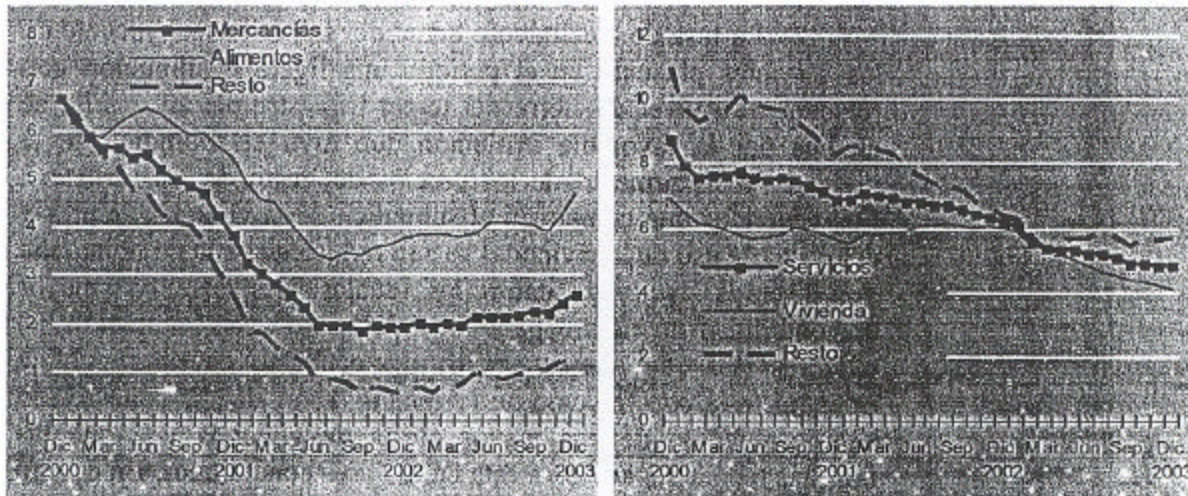 8
Mercancías
Alimentos
7
Resto
6
5
4
3
2
1
0
Dic Mar Jun Sep Dic Mar Jun Sep Dic Mar Jun Sep Dic
2000 2001 2002 2003
12
10
8
6
Servicios
4
Vivienda
Resto
2
0
Dic Mar Jun Sep Dic Mar Jun Sep Dic Mar Jun Sep Dic
2000 2001 2002 2003